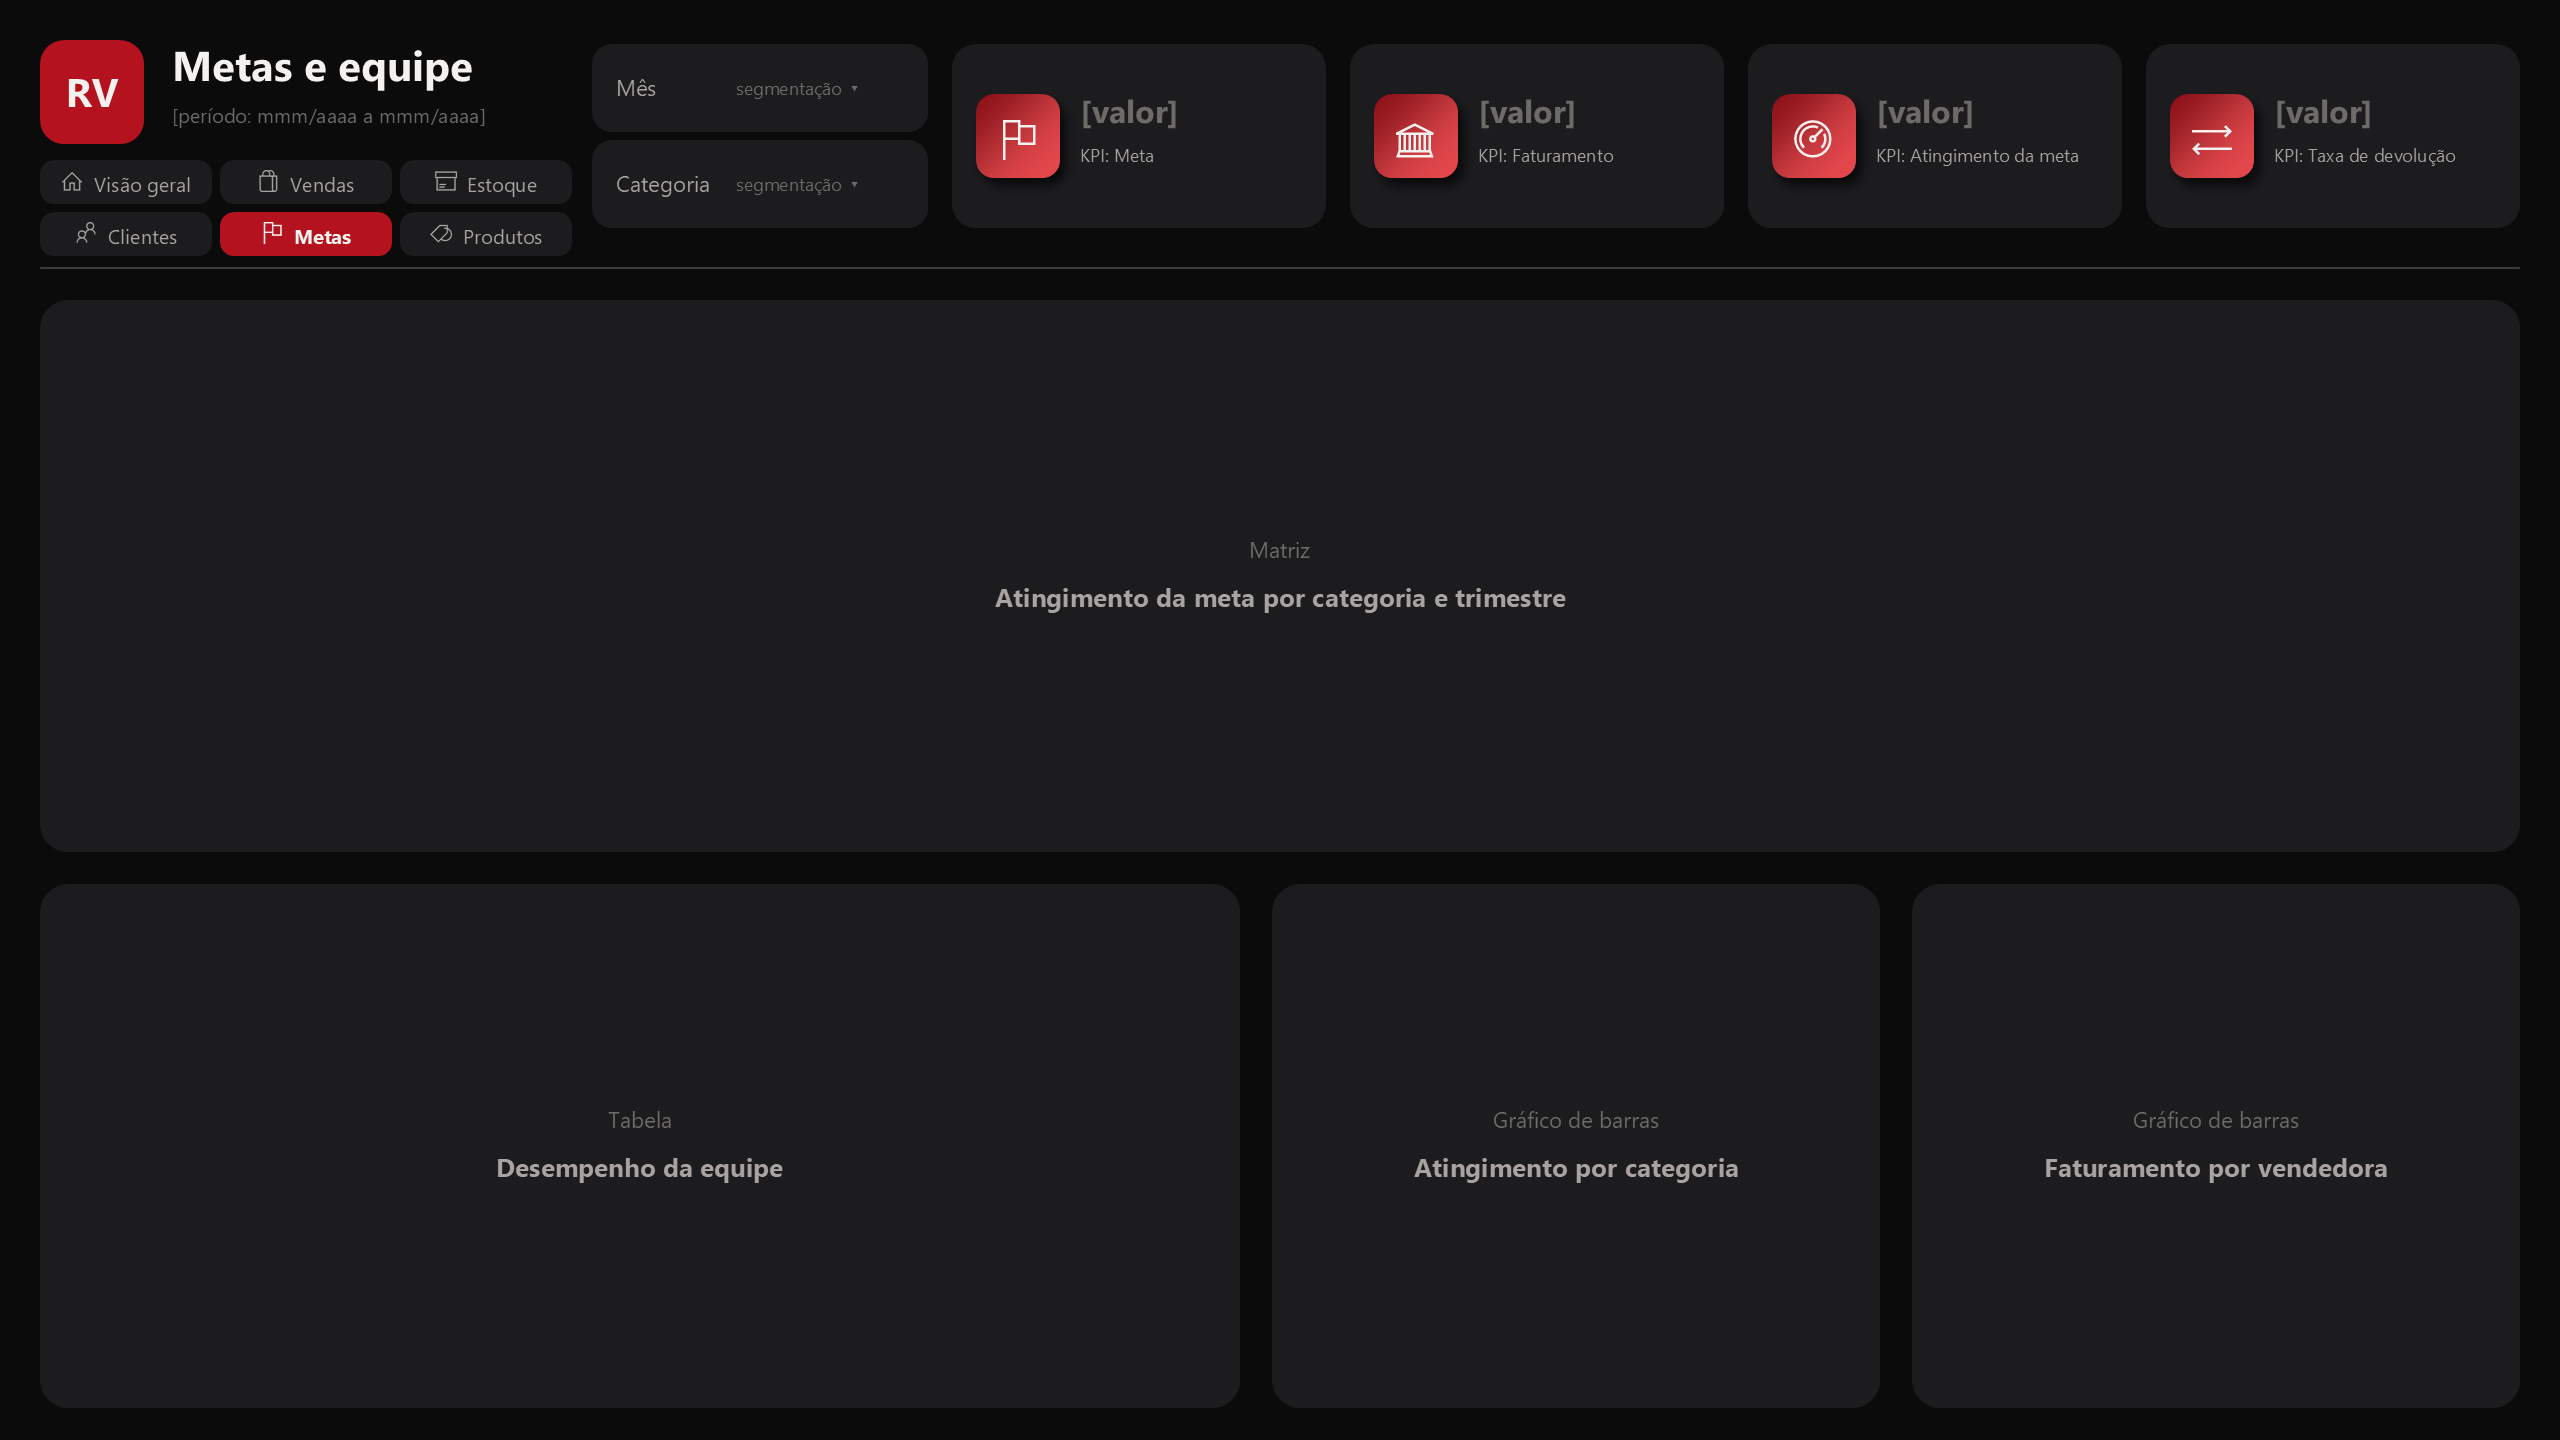 RV
Metas e equipe
[período: mmm/aaaa a mmm/aaaa]
Visão geral
Vendas
Estoque
Clientes
Metas
Produtos
Mês
segmentação ▾
Categoria
segmentação ▾
[valor]
KPI: Meta
[valor]
KPI: Faturamento
[valor]
KPI: Atingimento da meta
[valor]
KPI: Taxa de devolução
Matriz
Atingimento da meta por categoria e trimestre
Tabela
Desempenho da equipe
Gráfico de barras
Atingimento por categoria
Gráfico de barras
Faturamento por vendedora